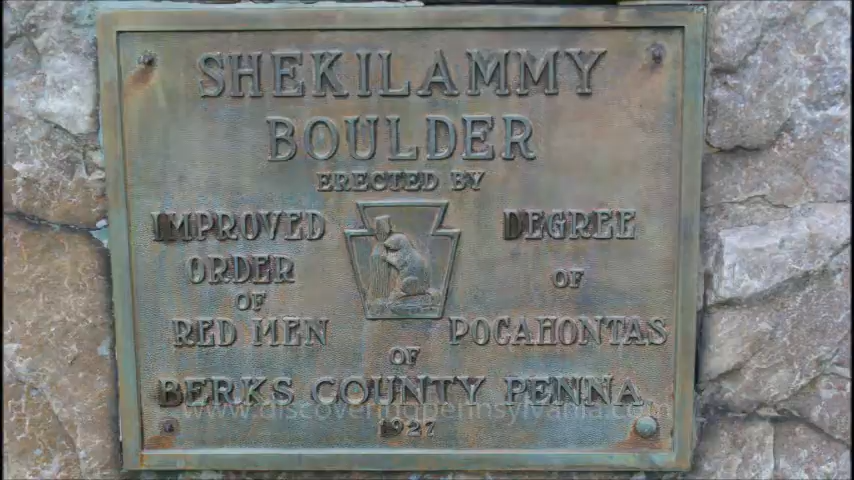 SHEKILAMMY
BOULDER
ERECTED BY
IMPROVED
ORDER
OF
RED MEN
DEGREE
OF
POCAHONTAS
OF
BERKS COUNTY PENNA.
1927
www.discoveringpennsylvania.com